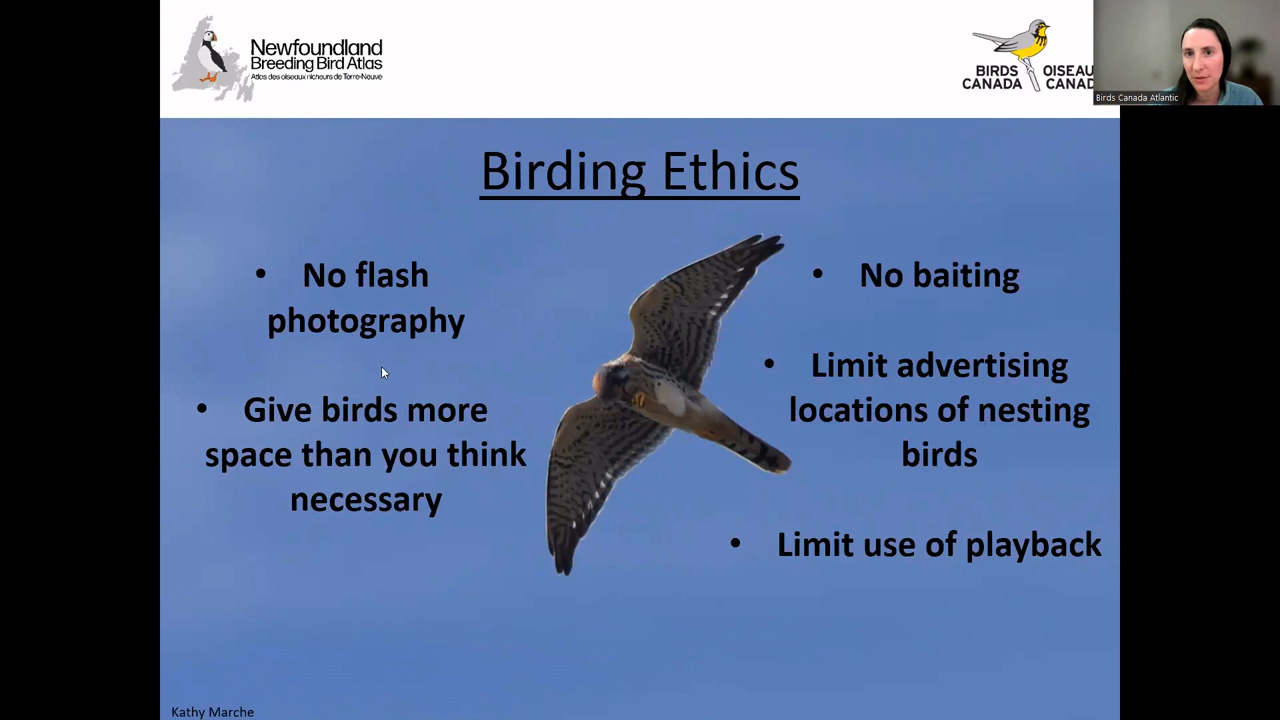 Newfoundland
Breeding Bird Atlas
Atlas des oiseaux nicheurs de Terre-Neuve
BIRDS
CANADA
OISEAU
CANAD
Birds Canada Atlantic
Birding Ethics
• No flash
photography
• Give birds more
space than you think
necessary
• No baiting
• Limit advertising
locations of nesting
birds
• Limit use of playback
Kathy Marche